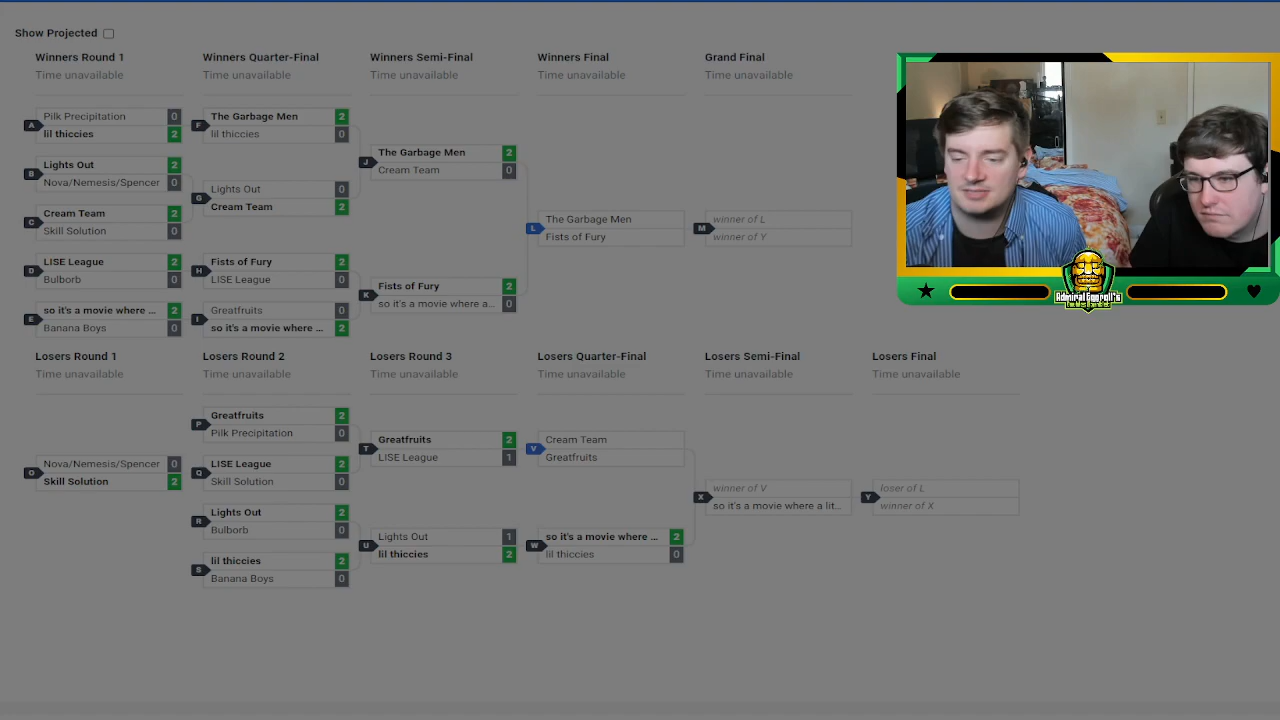 Show Projected
Winners Round 1
Time unavailable
Winners Quarter-Final
Time unavailable
Winners Semi-Final
Time unavailable
Winners Final
Time unavailable
Grand Final
Time unavailable
A
Pilk Precipitation 0
lil thiccies 2
B
Lights Out 2
Nova/Nemesis/Spencer 0
C
Cream Team 2
Skill Solution 0
D
LISE League 2
Bulborb 0
E
so it's a movie where ... 2
Banana Boys 0
F
The Garbage Men 2
lil thiccies 0
G
Lights Out 0
Cream Team 2
H
Fists of Fury 2
LISE League 0
I
Greatfruits 0
so it's a movie where ... 2
J
The Garbage Men 2
Cream Team 0
K
Fists of Fury 2
so it's a movie where a... 0
L
The Garbage Men
Fists of Fury
M
winner of L
winner of Y
Admiral Eggroll's
Losers Round 1
Time unavailable
Losers Round 2
Time unavailable
Losers Round 3
Time unavailable
Losers Quarter-Final
Time unavailable
Losers Semi-Final
Time unavailable
Losers Final
Time unavailable
O
Nova/Nemesis/Spencer 0
Skill Solution 2
P
Greatfruits 2
Pilk Precipitation 0
Q
LISE League 2
Skill Solution 0
R
Lights Out 2
Bulborb 0
S
lil thiccies 2
Banana Boys 0
T
Greatfruits 2
LISE League 1
U
Lights Out 1
lil thiccies 2
V
Cream Team
Greatfruits
W
so it's a movie where ... 2
lil thiccies 0
X
winner of V
so it's a movie where a lit...
Y
loser of L
winner of X